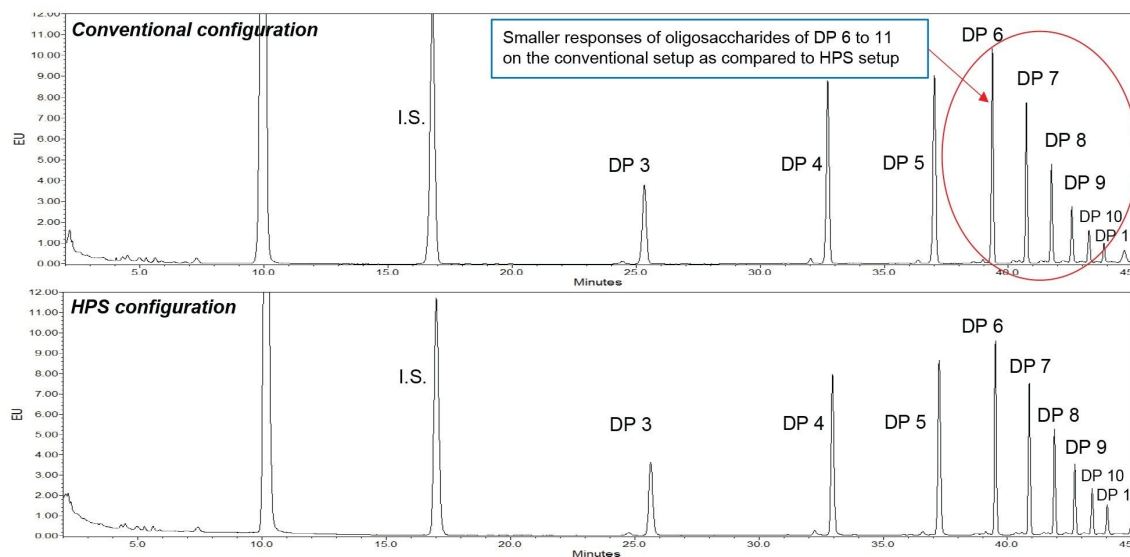 12.00
Conventional configuration
11.00
10.00
9.00
8.00
7.00
6.00
5.00
4.00
3.00
2.00
1.00
0.00
EU
Smaller responses of oligosaccharides of DP 6 to 11
on the conventional setup as compared to HPS setup
I.S.
DP 3
DP 4
DP 5
DP 6
DP 7
DP 8
DP 9
DP 10
DP 1
5.0 10.0 15.0 20.0 25.0 30.0 35.0 40.0 45
Minutes
12.00
HPS configuration
11.00
10.00
9.00
8.00
7.00
6.00
5.00
4.00
3.00
2.00
1.00
0.00
EU
I.S.
DP 3
DP 4
DP 5
DP 6
DP 7
DP 8
DP 9
DP 10
DP 1
5.0 10.0 15.0 20.0 25.0 30.0 35.0 40.0 45
Minutes